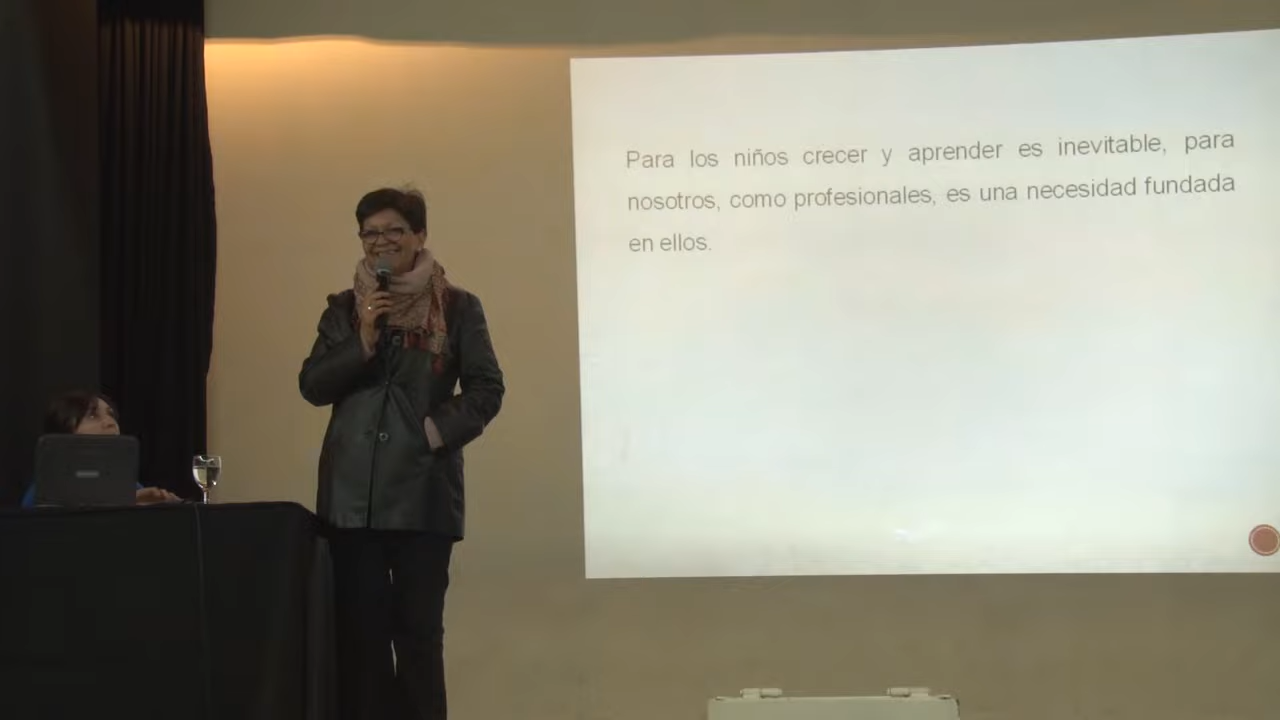 Para los niños crecer y aprender es inevitable, para
nosotros, como profesionales, es una necesidad fundada
en ellos.